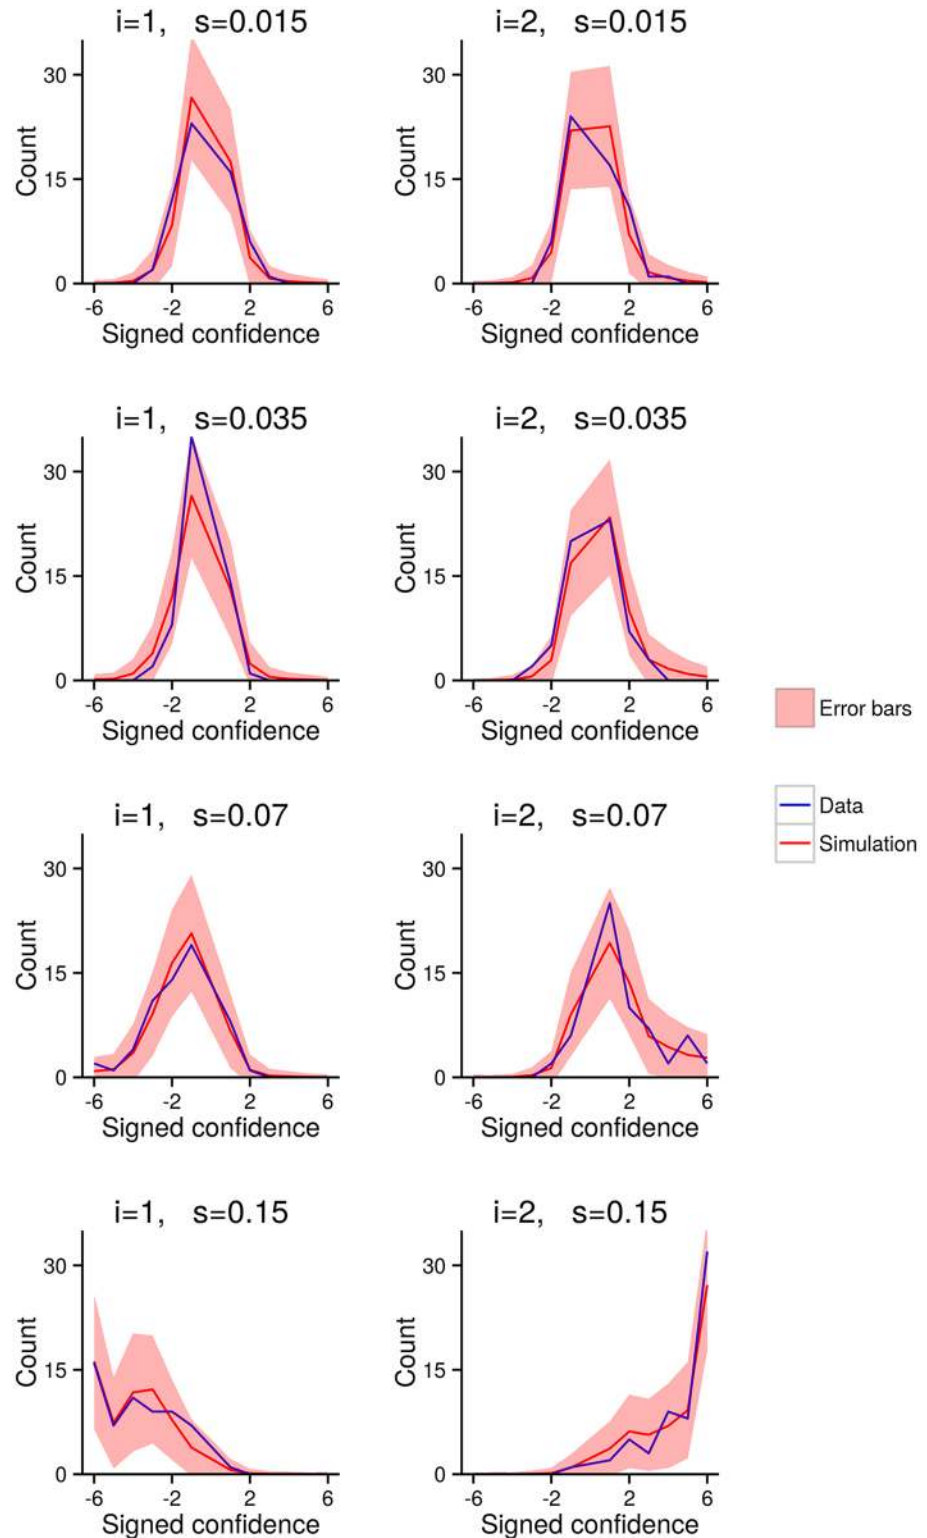 i=1, s=0.015
i=2, s=0.015
Count
30
15
0
-6 -2 2 6
Signed confidence
Count
30
15
0
-6 -2 2 6
Signed confidence
i=1, s=0.035
i=2, s=0.035
Count
30
15
0
-6 -2 2 6
Signed confidence
Count
30
15
0
-6 -2 2 6
Signed confidence
Error bars
Data
Simulation
i=1, s=0.07
i=2, s=0.07
Count
30
15
0
-6 -2 2 6
Signed confidence
Count
30
15
0
-6 -2 2 6
Signed confidence
i=1, s=0.15
i=2, s=0.15
Count
30
15
0
-6 -2 2 6
Signed confidence
Count
30
15
0
-6 -2 2 6
Signed confidence